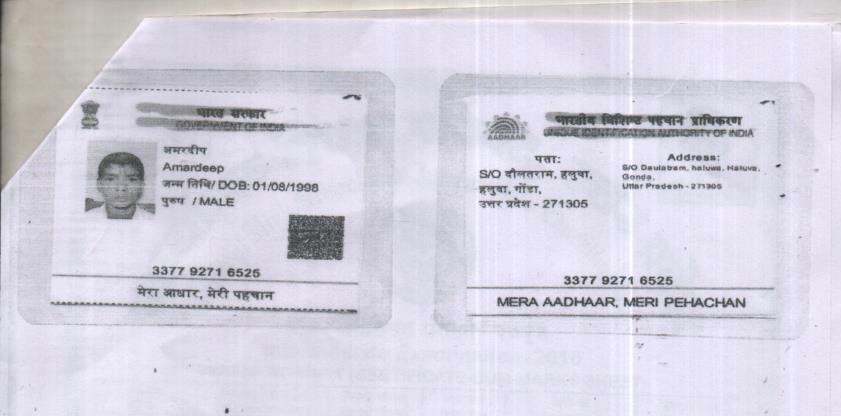 भारत सरकार
GOVERNMENT OF INDIA
अमरदीप
Amardeep
जन्म तिथि/ DOB: 01/08/1998
पुरुष / MALE
3377 9271 6525
मेरा आधार, मेरी पहचान
भारतीय विशिष्ट पहचान प्राधिकरण
UNIQUE IDENTIFICATION AUTHORITY OF INDIA
AADHAAR
पता:
S/O दौलतराम, हलुवा,
हलुवा, गोंडा,
उत्तर प्रदेश - 271305
Address:
S/O Daulatram, haluwa, Haluva,
Gonda,
Uttar Pradesh - 271305
3377 9271 6525
MERA AADHAAR, MERI PEHACHAN